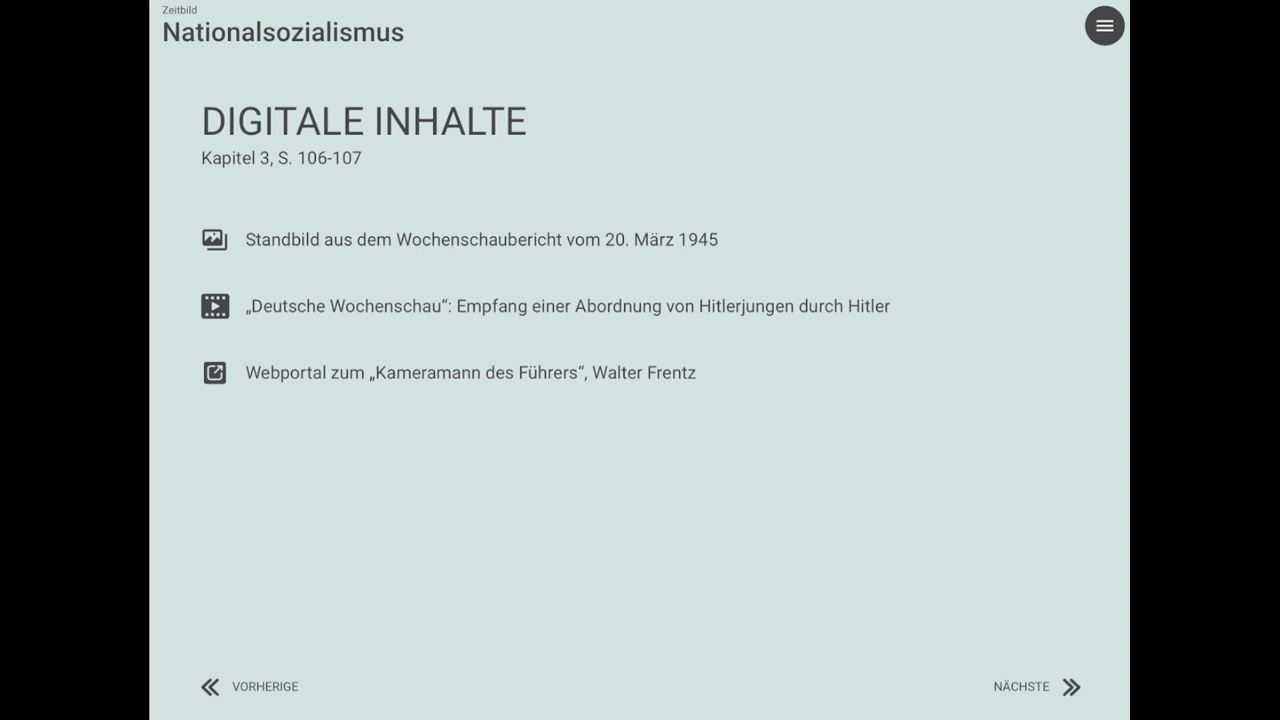 Zeitbild
Nationalsozialismus
DIGITALE INHALTE
Kapitel 3, S. 106-107
Standbild aus dem Wochenschaubericht vom 20. März 1945
„Deutsche Wochenschau“: Empfang einer Abordnung von Hitlerjungen durch Hitler
Webportal zum „Kameramann des Führers“, Walter Frentz
VORHERIGE
NÄCHSTE